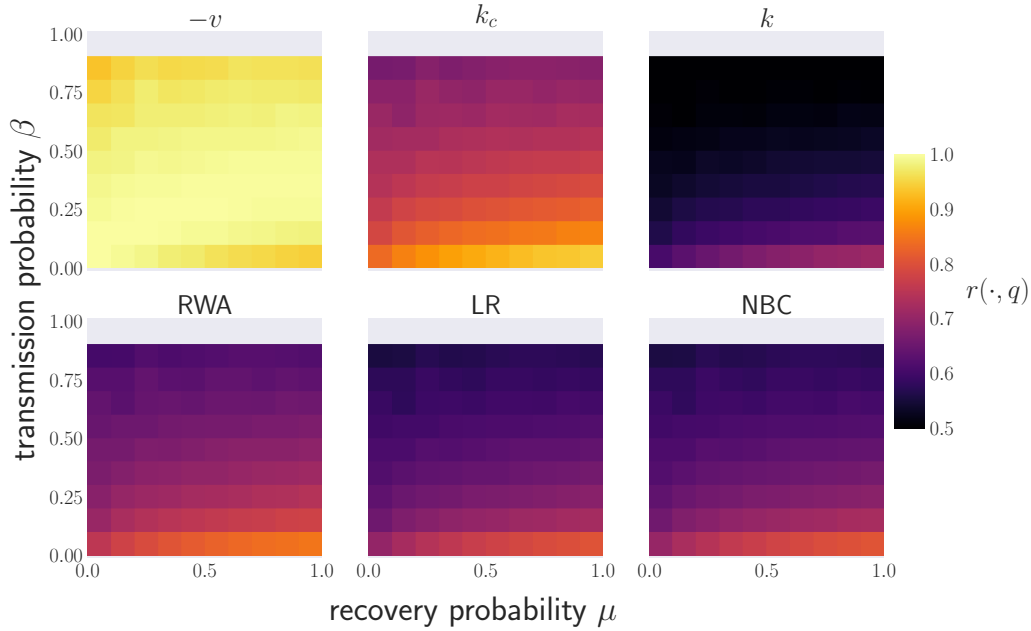 −v k_c k
1.00
0.75
0.50
0.25
0.00
transmission probability β
RWA LR NBC
1.00
0.75
0.50
0.25
0.00
0.0 0.5 1.0 0.0 0.5 1.0 0.0 0.5 1.0
recovery probability μ
1.0
0.9
0.8
0.7
0.6
0.5
r(·, q)